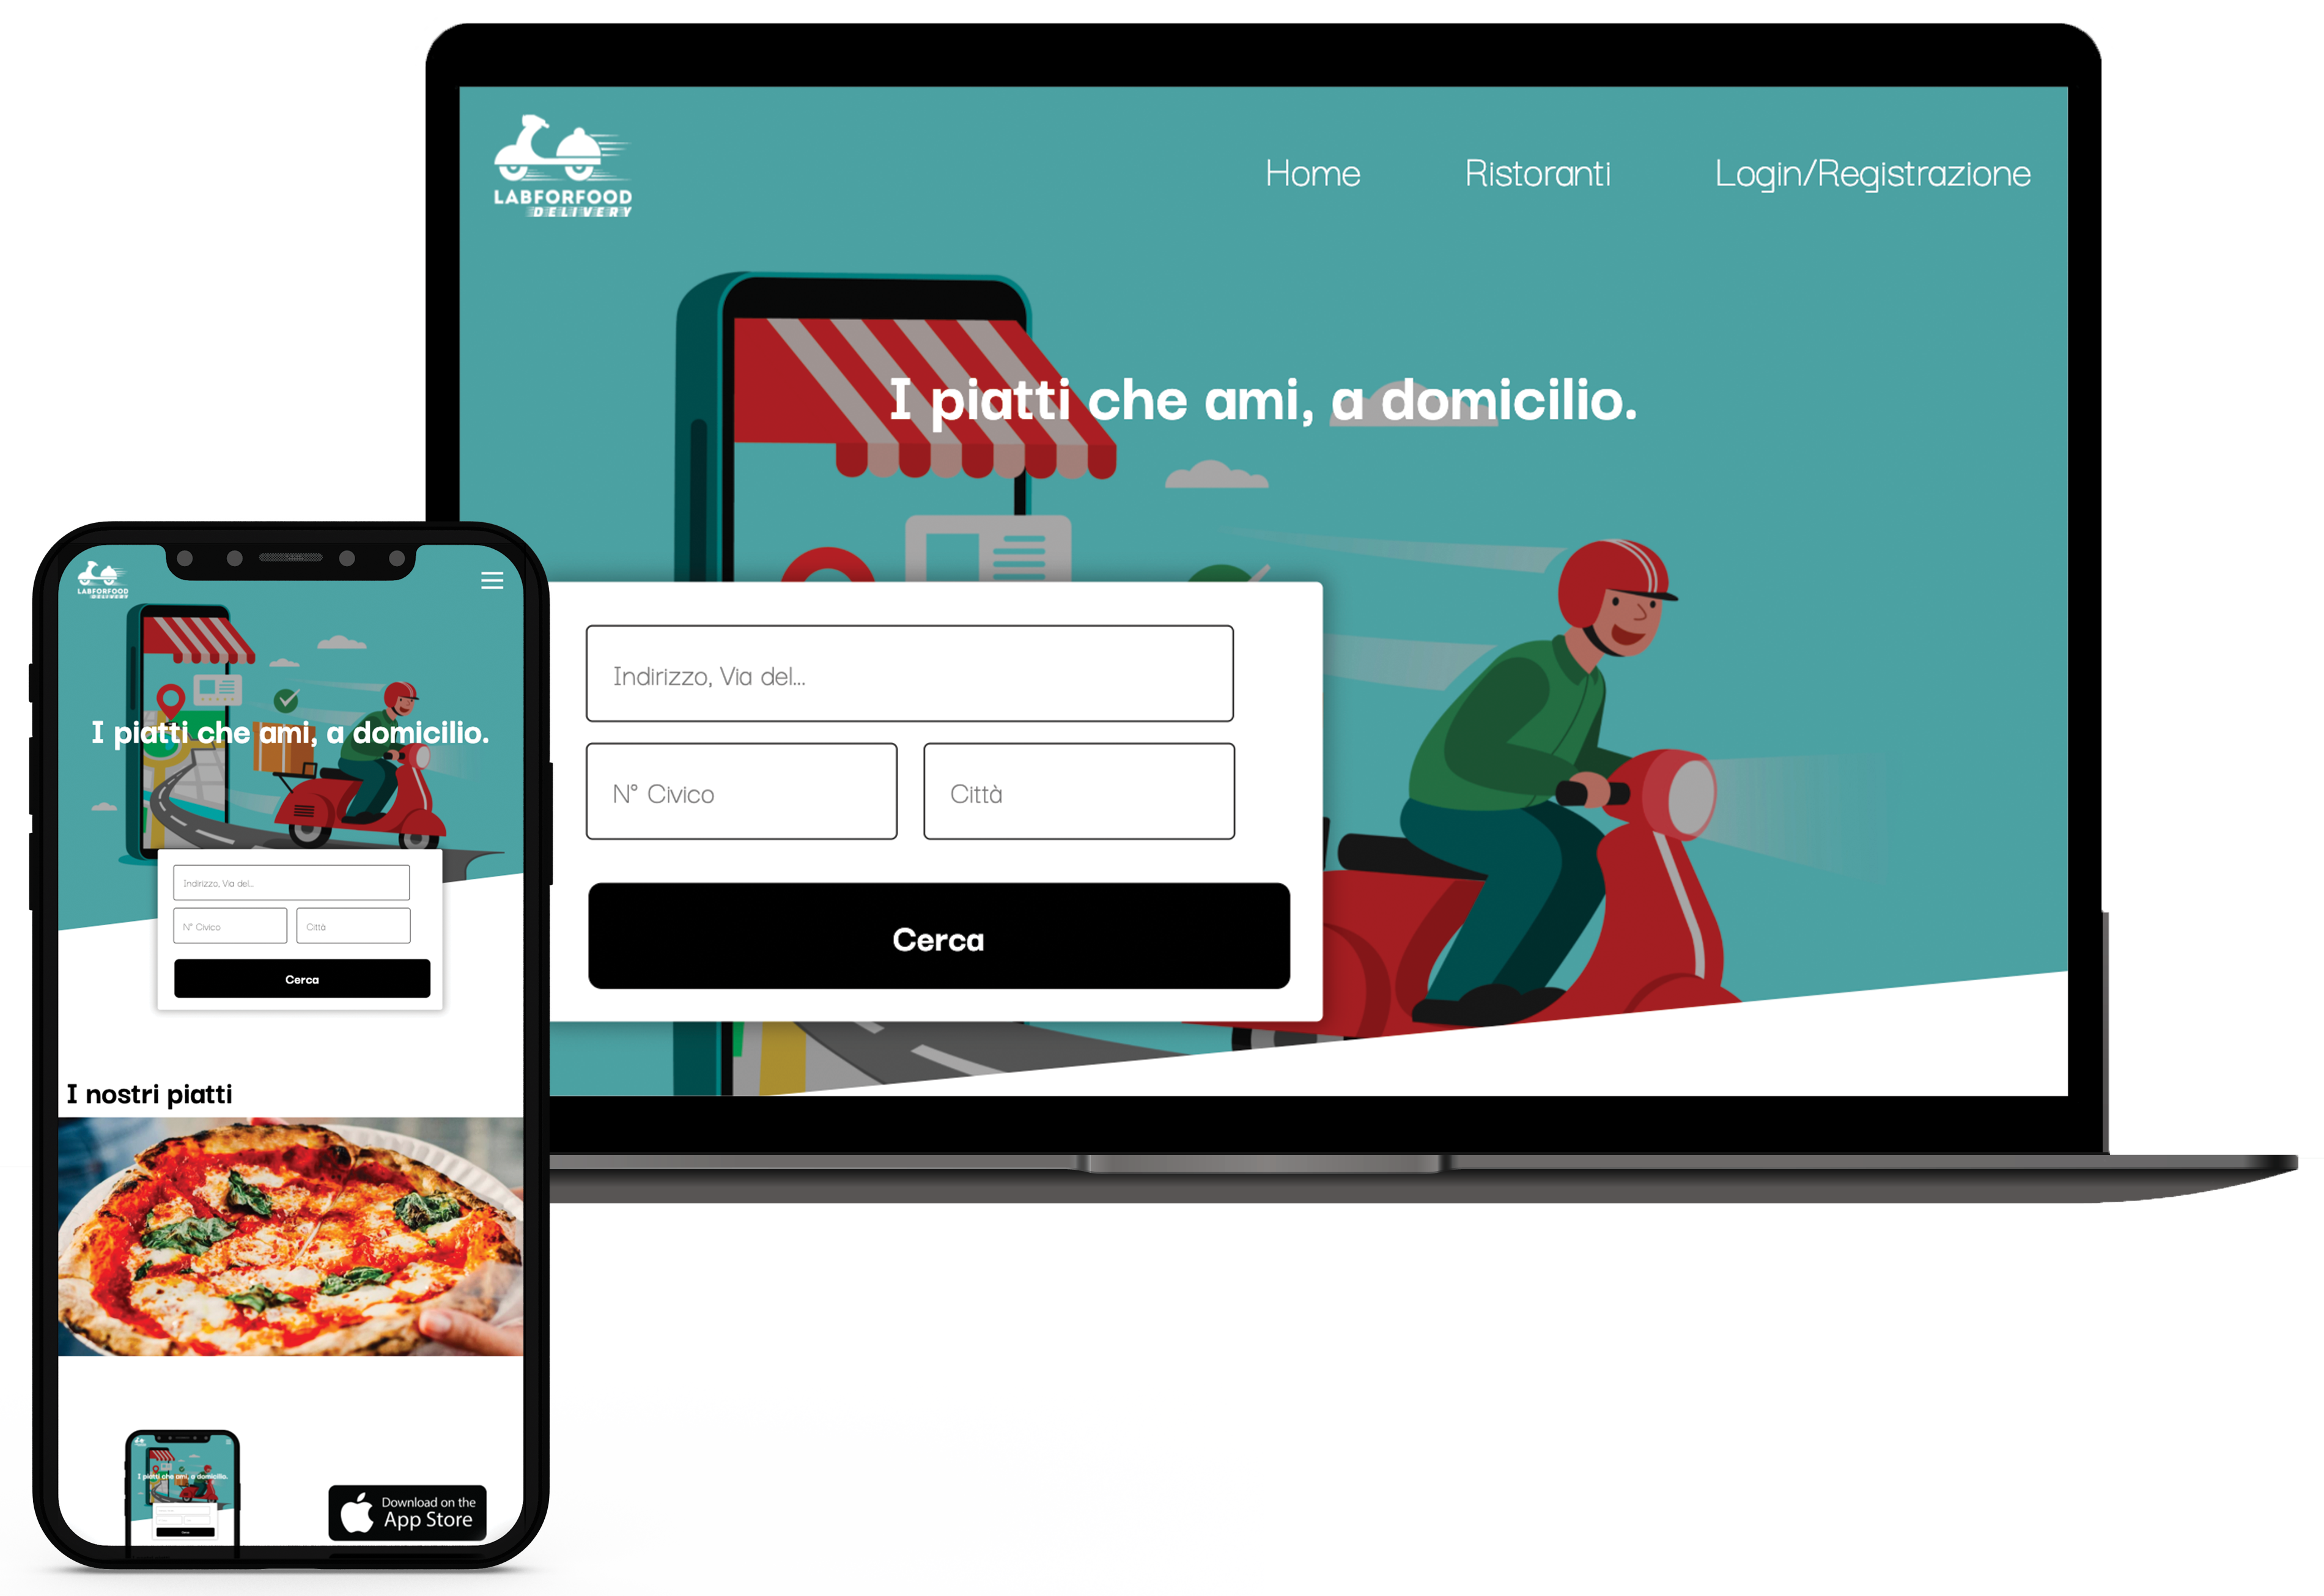 LABFORFOOD
DELIVERY
Home Ristoranti Login/Registrazione
I piatti che ami, a domicilio.
Indirizzo, Via del...
N° Civico Città
Cerca
LABFORFOOD
DELIVERY
I piatti che ami, a domicilio.
Indirizzo, Via del...
N° Civico Città
Cerca
I nostri piatti
I piatti che ami, a domicilio.
Download on the
App Store